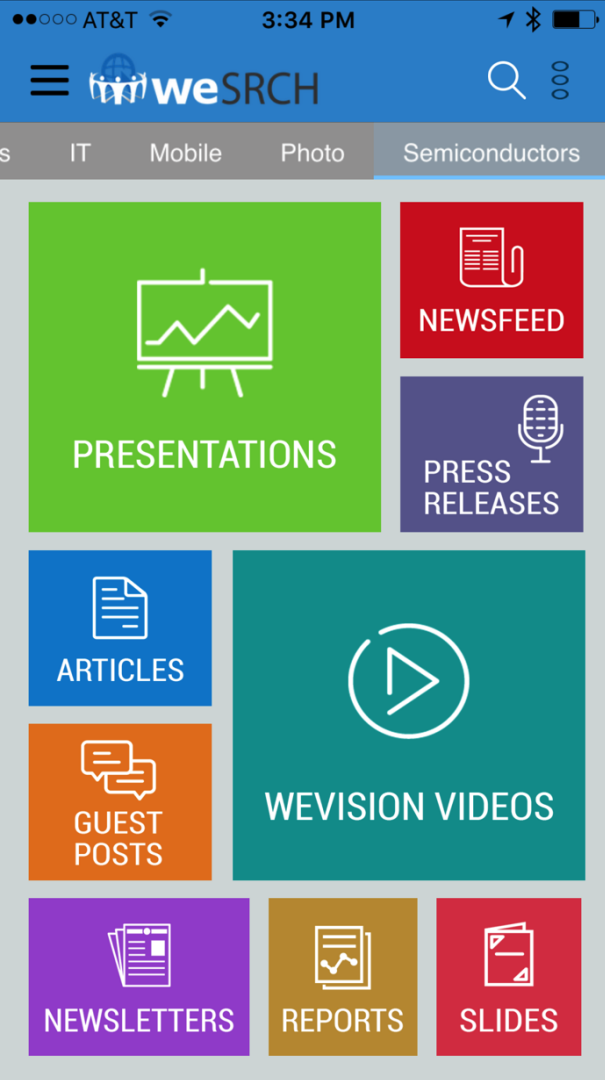 AT&T 3:34 PM
weSRCH
s IT Mobile Photo Semiconductors
PRESENTATIONS
NEWSFEED
PRESS
RELEASES
ARTICLES
WEVISION VIDEOS
GUEST
POSTS
NEWSLETTERS
REPORTS
SLIDES